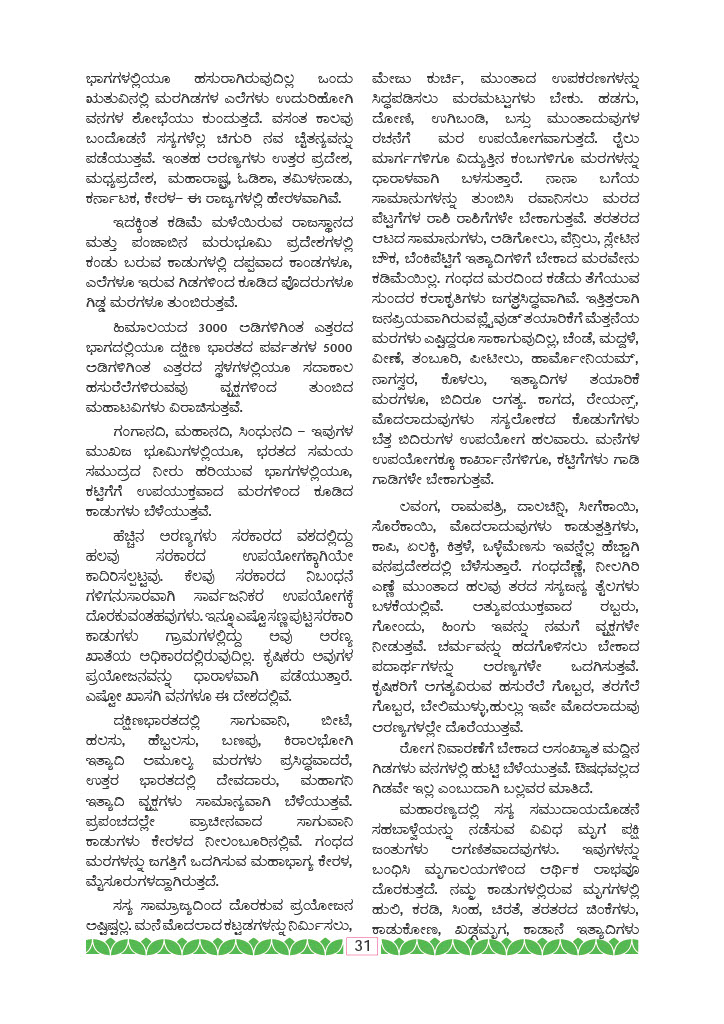 ಭಾಗಗಳಲ್ಲಿಯೂ ಹಸುರಾಗಿರುವುದಿಲ್ಲ ಒಂದು
ಋತುವಿನಲ್ಲಿ ಮರಗಿಡಗಳ ಎಲೆಗಳು ಉದುರಿಹೋಗಿ
ವನಗಳ ಶೋಭೆಯು ಕುಂದುತ್ತದೆ. ವಸಂತ ಕಾಲವು
ಬಂದೊಡನೆ ಸಸ್ಯಗಳೆಲ್ಲ ಚಿಗುರಿ ನವ ಚೈತನ್ಯವನ್ನು
ಪಡೆಯುತ್ತವೆ. ಇಂತಹ ಅರಣ್ಯಗಳು ಉತ್ತರ ಪ್ರದೇಶ,
ಮಧ್ಯಪ್ರದೇಶ, ಮಹಾರಾಷ್ಟ್ರ, ಓಡಿಶಾ, ತಮಿಳನಾಡು,
ಕರ್ನಾಟಕ, ಕೇರಳ– ಈ ರಾಜ್ಯಗಳಲ್ಲಿ ಹೇರಳವಾಗಿವೆ.
ಇದಕ್ಕಿಂತ ಕಡಿಮೆ ಮಳೆಯಿರುವ ರಾಜಸ್ಥಾನದ
ಮತ್ತು ಪಂಜಾಬಿನ ಮರುಭೂಮಿ ಪ್ರದೇಶಗಳಲ್ಲಿ
ಕಂಡು ಬರುವ ಕಾಡುಗಳಲ್ಲಿ ದಪ್ಪವಾದ ಕಾಂಡಗಳೂ,
ಎಲೆಗಳೂ ಇರುವ ಗಿಡಗಳಿಂದ ಕೂಡಿದ ಪೊದರುಗಳೂ
ಗಿಡ್ಡ ಮರಗಳೂ ತುಂಬಿರುತ್ತವೆ.
ಹಿಮಾಲಯದ 3000 ಅಡಿಗಳಿಗಿಂತ ಎತ್ತರದ
ಭಾಗದಲ್ಲಿಯೂ ದಕ್ಷಿಣ ಭಾರತದ ಪರ್ವತಗಳ 5000
ಅಡಿಗಳಿಗಿಂತ ಎತ್ತರದ ಸ್ಥಳಗಳಲ್ಲಿಯೂ ಸದಾಕಾಲ
ಹಸುರೆಲೆಗಳಿರುವವು ವೃಕ್ಷಗಳಿಂದ ತುಂಬಿದ
ಮಹಾಟವಿಗಳು ವಿರಾಜಿಸುತ್ತವೆ.
ಗಂಗಾನದಿ, ಮಹಾನದಿ, ಸಿಂಧುನದಿ – ಇವುಗಳ
ಮುಖಜ ಭೂಮಿಗಳಲ್ಲಿಯೂ, ಭರತದ ಸಮಯ
ಸಮುದ್ರದ ನೀರು ಹರಿಯುವ ಭಾಗಗಳಲ್ಲಿಯೂ,
ಕಟ್ಟಿಗೆಗೆ ಉಪಯುಕ್ತವಾದ ಮರಗಳಿಂದ ಕೂಡಿದ
ಕಾಡುಗಳು ಬೆಳೆಯುತ್ತವೆ.
ಹೆಚ್ಚಿನ ಅರಣ್ಯಗಳು ಸರಕಾರದ ವಶದಲ್ಲಿದ್ದು
ಹಲವು ಸರಕಾರದ ಉಪಯೋಗಕ್ಕಾಗಿಯೇ
ಕಾದಿರಿಸಲ್ಪಟ್ಟವು. ಕೆಲವು ಸರಕಾರದ ನಿಬಂಧನೆ
ಗಳಿಗನುಸಾರವಾಗಿ ಸಾರ್ವಜನಿಕರ ಉಪಯೋಗಕ್ಕೆ
ದೊರಕುವಂತಹವುಗಳು. ಇನ್ನೂ ಎಷ್ಟೊ ಸಣ್ಣಪುಟ್ಟ ಸರಕಾರಿ
ಕಾಡುಗಳು ಗ್ರಾಮಗಳಲ್ಲಿದ್ದು ಅವು ಅರಣ್ಯ
ಖಾತೆಯ ಅಧಿಕಾರದಲ್ಲಿರುವುದಿಲ್ಲ. ಕೃಷಿಕರು ಅವುಗಳ
ಪ್ರಯೋಜನವನ್ನು ಧಾರಾಳವಾಗಿ ಪಡೆಯುತ್ತಾರೆ.
ಎಷ್ಟೋ ಖಾಸಗಿ ವನಗಳೂ ಈ ದೇಶದಲ್ಲಿವೆ.
ದಕ್ಷಿಣಭಾರತದಲ್ಲಿ ಸಾಗುವಾನಿ, ಬೀಟೆ,
ಹಲಸು, ಹೆಬ್ಬಲಸು, ಬಣಪು, ಕಿರಾಲಭೋಗಿ
ಇತ್ಯಾದಿ ಅಮೂಲ್ಯ ಮರಗಳು ಪ್ರಸಿದ್ಧವಾದರೆ,
ಉತ್ತರ ಭಾರತದಲ್ಲಿ ದೇವದಾರು, ಮಹಾಗನಿ
ಇತ್ಯಾದಿ ವೃಕ್ಷಗಳು ಸಾಮಾನ್ಯವಾಗಿ ಬೆಳೆಯುತ್ತವೆ.
ಪ್ರಪಂಚದಲ್ಲೇ ಪ್ರಾಚೀನವಾದ ಸಾಗುವಾನಿ
ಕಾಡುಗಳು ಕೇರಳದ ನೀಲಂಬೂರಿನಲ್ಲಿವೆ. ಗಂಧದ
ಮರಗಳನ್ನು ಜಗತ್ತಿಗೆ ಒದಗಿಸುವ ಮಹಾಭಾಗ್ಯ ಕೇರಳ,
ಮೈಸೂರುಗಳದ್ದಾಗಿರುತ್ತದೆ.
ಸಸ್ಯ ಸಾಮ್ರಾಜ್ಯದಿಂದ ದೊರಕುವ ಪ್ರಯೋಜನ
ಅಷ್ಟಿಷ್ಟಲ್ಲ. ಮನೆ ಮೊದಲಾದ ಕಟ್ಟಡಗಳನ್ನು ನಿರ್ಮಿಸಲು,
ಮೇಜು ಕುರ್ಚಿ, ಮುಂತಾದ ಉಪಕರಣಗಳನ್ನು
ಸಿದ್ಧಪಡಿಸಲು ಮರಮಟ್ಟುಗಳು ಬೇಕು. ಹಡಗು,
ದೋಣಿ, ಉಗಿಬಂಡಿ, ಬಸ್ಸು ಮುಂತಾದುವುಗಳ
ರಚನೆಗೆ ಮರ ಉಪಯೋಗವಾಗುತ್ತದೆ. ರೈಲು
ಮಾರ್ಗಗಳಿಗೂ ವಿದ್ಯುತ್ತಿನ ಕಂಬಗಳಿಗೂ ಮರಗಳನ್ನು
ಧಾರಾಳವಾಗಿ ಬಳಸುತ್ತಾರೆ. ನಾನಾ ಬಗೆಯ
ಸಾಮಾನುಗಳನ್ನು ತುಂಬಿಸಿ ರವಾನಿಸಲು ಮರದ
ಪೆಟ್ಟಗೆಗಳ ರಾಶಿ ರಾಶಿಗೆಗಳೇ ಬೇಕಾಗುತ್ತವೆ. ತರತರದ
ಆಟದ ಸಾಮಾನುಗಳು, ಅಡಿಗೋಲು, ಪೆನ್ಸಿಲು, ಸ್ಲೇಟಿನ
ಚೌಕ, ಬೆಂಕಿಪೆಟ್ಟಿಗೆ ಇತ್ಯಾದಿಗಳಿಗೆ ಬೇಕಾದ ಮರವೇನು
ಕಡಿಮೆಯಿಲ್ಲ. ಗಂಧದ ಮರದಿಂದ ಕಡೆದು ತೆಗೆಯುವ
ಸುಂದರ ಕಲಾಕೃತಿಗಳು ಜಗತ್ಪ್ರಸಿದ್ಧವಾಗಿವೆ. ಇತ್ತಿತ್ತಲಾಗಿ
ಜನಪ್ರಿಯವಾಗಿರುವ ಪ್ಲೈವುಡ್ ತಯಾರಿಕೆಗೆ ಮೆತ್ತನೆಯ
ಮರಗಳು ಎಷ್ಟಿದ್ದರೂ ಸಾಕಾಗುವುದಿಲ್ಲ, ಚೆಂಡೆ, ಮದ್ದಳೆ,
ವೀಣೆ, ತಂಬೂರಿ, ಪೀಟೀಲು, ಹಾರ್ಮೋನಿಯಮ್,
ನಾಗಸ್ವರ, ಕೊಳಲು, ಇತ್ಯಾದಿಗಳ ತಯಾರಿಕೆ
ಮರಗಳೂ, ಬಿದಿರೂ ಅಗತ್ಯ. ಕಾಗದ, ರೇಯನ್ಸ್,
ಮೊದಲಾದುವುಗಳು ಸಸ್ಯಲೋಕದ ಕೊಡುಗೆಗಳು
ಬೆತ್ತ ಬಿದಿರುಗಳ ಉಪಯೋಗ ಹಲವಾರು. ಮನೆಗಳ
ಉಪಯೋಗಕ್ಕೂ ಕಾರ್ಖಾನೆಗಳಿಗೂ, ಕಟ್ಟಿಗೆಗಳು ಗಾಡಿ
ಗಾಡಿಗಳೇ ಬೇಕಾಗುತ್ತವೆ.
ಲವಂಗ, ರಾಮಪತ್ರಿ, ದಾಲಚಿನ್ನಿ, ಸೀಗೆಕಾಯಿ,
ಸೊರೆಕಾಯಿ, ಮೊದಲಾದುವುಗಳು ಕಾಡುತ್ಪತ್ತಿಗಳು,
ಕಾಪಿ, ಏಲಕ್ಕಿ, ಕಿತ್ತಳೆ, ಒಳ್ಳೆಮೆಣಸು ಇವನ್ನೆಲ್ಲ ಹೆಚ್ಚಾಗಿ
ವನಪ್ರದೇಶದಲ್ಲಿ ಬೆಳೆಸುತ್ತಾರೆ. ಗಂಧದೆಣ್ಣೆ, ನೀಲಗಿರಿ
ಎಣ್ಣೆ ಮುಂತಾದ ಹಲವು ತರದ ಸಸ್ಯಜನ್ಯ ತೈಲಗಳು
ಬಳಕೆಯಲ್ಲಿವೆ. ಅತ್ಯುಪಯುಕ್ತವಾದ ರಬ್ಬರು,
ಗೋಂದು, ಹಿಂಗು ಇವನ್ನು ನಮಗೆ ವೃಕ್ಷಗಳೇ
ನೀಡುತ್ತವೆ. ಚರ್ಮವನ್ನು ಹದಗೊಳಿಸಲು ಬೇಕಾದ
ಪದಾರ್ಥಗಳನ್ನು ಅರಣ್ಯಗಳೇ ಒದಗಿಸುತ್ತವೆ.
ಕೃಷಿಕರಿಗೆ ಅಗತ್ಯವಿರುವ ಹಸುರೆಲೆ ಗೊಬ್ಬರ, ತರಗೆಲೆ
ಗೊಬ್ಬರ, ಬೇಲಿಮುಳ್ಳು,ಹುಲ್ಲು ಇವೇ ಮೊದಲಾದುವು
ಅರಣ್ಯಗಳಲ್ಲೇ ದೊರೆಯುತ್ತವೆ.
ರೋಗ ನಿವಾರಣೆಗೆ ಬೇಕಾದ ಅಸಂಖ್ಯಾತ ಮದ್ದಿನ
ಗಿಡಗಳು ವನಗಳಲ್ಲಿ ಹುಟ್ಟಿ ಬೆಳೆಯುತ್ತವೆ. ಔಷಧವಲ್ಲದ
ಗಿಡವೇ ಇಲ್ಲ ಎಂಬುದಾಗಿ ಬಲ್ಲವರ ಮಾತಿದೆ.
ಮಹಾರಣ್ಯದಲ್ಲಿ ಸಸ್ಯ ಸಮುದಾಯದೊಡನೆ
ಸಹಬಾಳ್ವೆಯನ್ನು ನಡೆಸುವ ವಿವಿಧ ಮೃಗ ಪಕ್ಷಿ
ಜಂತುಗಳು ಅಗಣಿತವಾದವುಗಳು. ಇವುಗಳನ್ನು
ಬಂಧಿಸಿ ಮೃಗಾಲಯಗಳಿಂದ ಆರ್ಥಿಕ ಲಾಭವೂ
ದೊರಕುತ್ತದೆ. ನಮ್ಮ ಕಾಡುಗಳಲ್ಲಿರುವ ಮೃಗಗಳಲ್ಲಿ
ಹುಲಿ, ಕರಡಿ, ಸಿಂಹ, ಚಿರತೆ, ತರತರದ ಜಿಂಕೆಗಳು,
ಕಾಡುಕೋಣ, ಖಡ್ಗಮೃಗ, ಕಾಡಾನೆ ಇತ್ಯಾದಿಗಳು
31